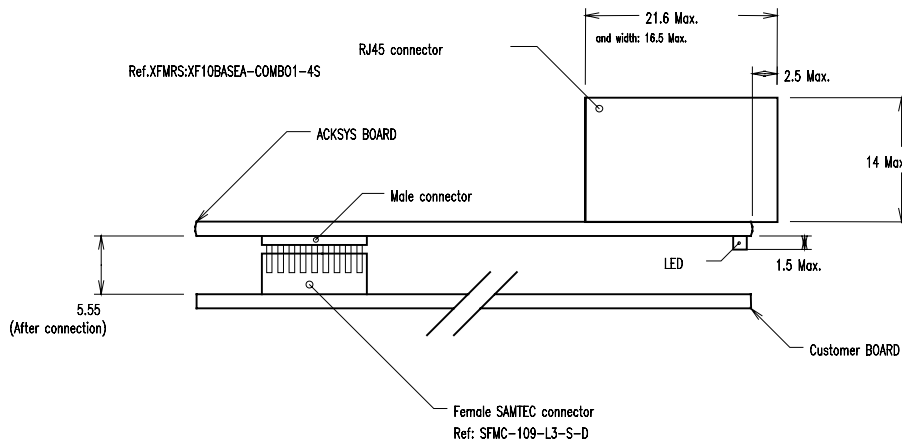 21.6 Max.
and width: 16.5 Max.
RJ45 connector
Ref.XFMRS:XF10BASEA-COMBO1-4S
2.5 Max.
ACKSYS BOARD
14 Max
Male connector
LED
1.5 Max.
5.55
(After connection)
Customer BOARD
Female SAMTEC connector
Ref: SFMC-109-L3-S-D